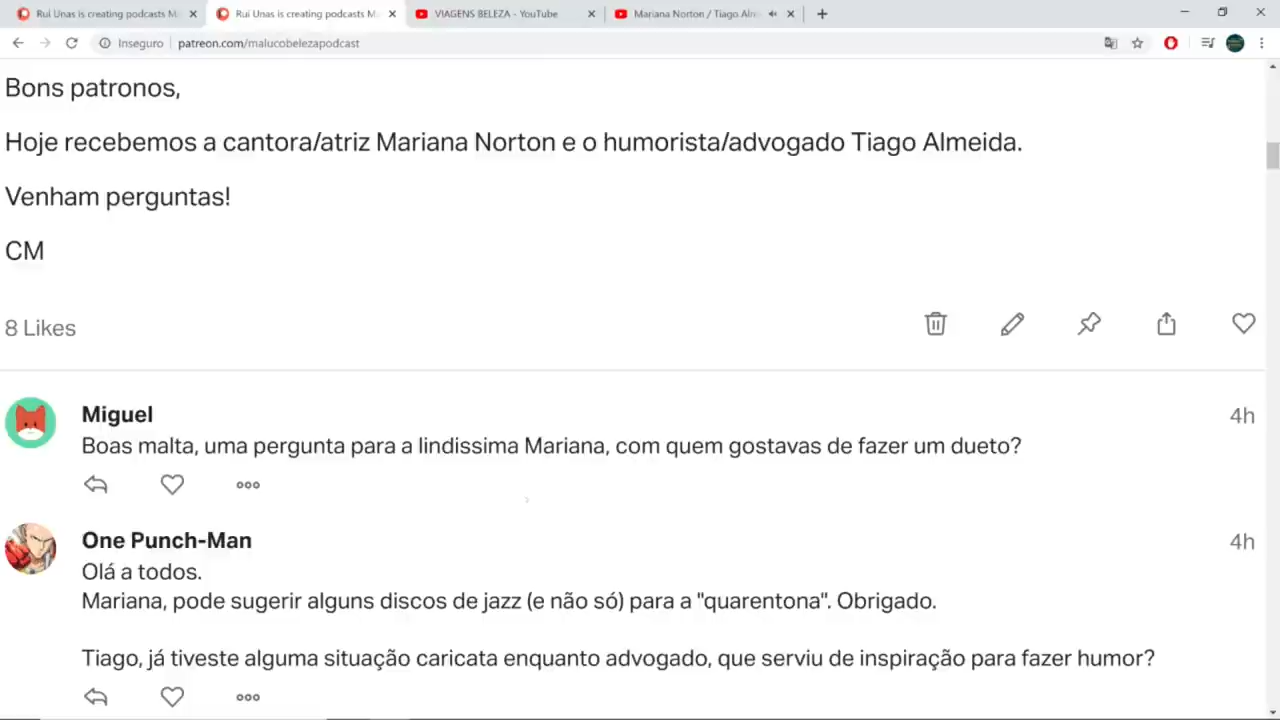 Rui Unas is creating podcasts M
Rui Unas is creating podcasts M
VIAGENS BELEZA - YouTube
Mariana Norton / Tiago Alm
Inseguro
patreon.com/malucobelezapodcast
Bons patronos,
Hoje recebemos a cantora/atriz Mariana Norton e o humorista/advogado Tiago Almeida.
Venham perguntas!
CM
8 Likes
Miguel
4h
Boas malta, uma pergunta para a lindissima Mariana, com quem gostavas de fazer um dueto?
One Punch-Man
4h
Olá a todos.
Mariana, pode sugerir alguns discos de jazz (e não só) para a "quarentona". Obrigado.
Tiago, já tiveste alguma situação caricata enquanto advogado, que serviu de inspiração para fazer humor?